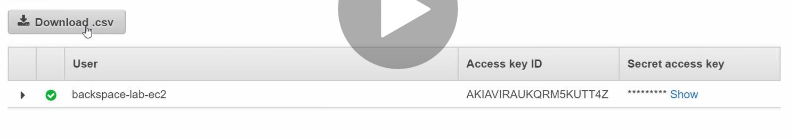 Download .csv
User Access key ID Secret access key
backspace-lab-ec2 AKIAVIRAUKQRM5KUTT4Z ********* Show